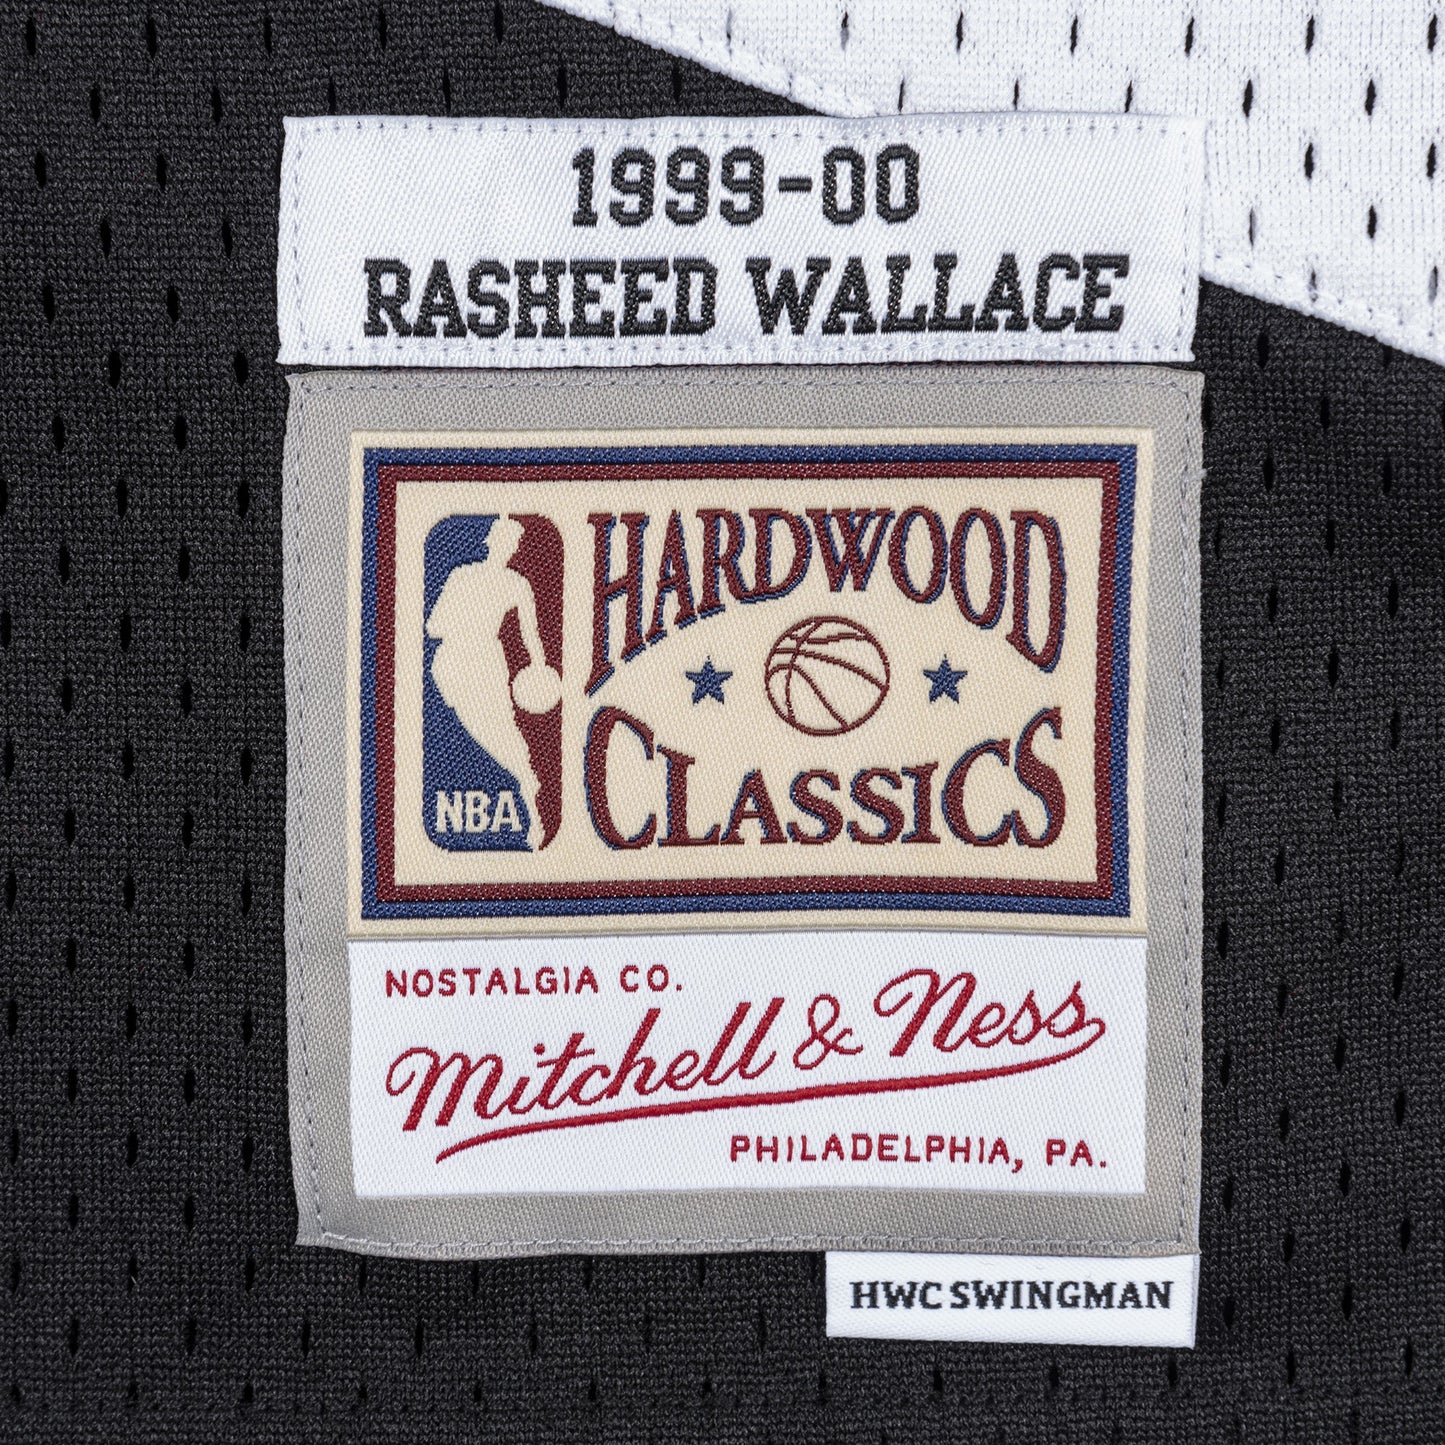 1999-00
RASHEED WALLACE
HARDWOOD
CLASSICS
NBA
NOSTALGIA CO.
Mitchell & Ness
PHILADELPHIA, PA.
HWC SWINGMAN